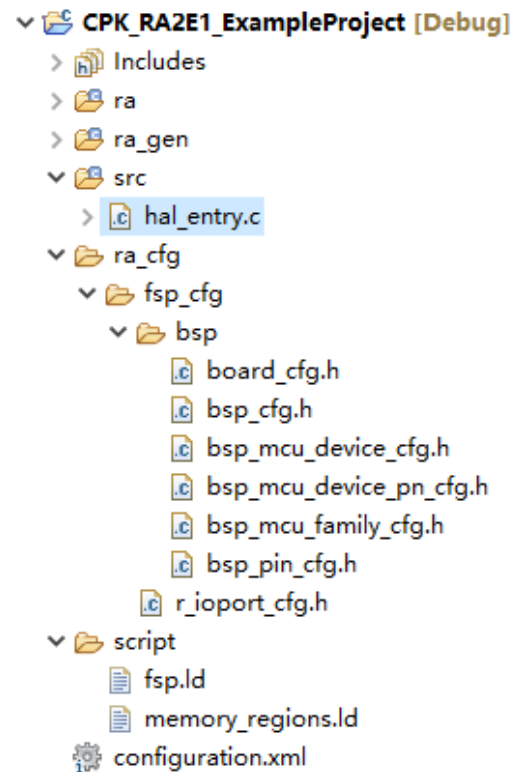 CPK_RA2E1_ExampleProject [Debug]
Includes
ra
ra_gen
src
hal_entry.c
ra_cfg
fsp_cfg
bsp
board_cfg.h
bsp_cfg.h
bsp_mcu_device_cfg.h
bsp_mcu_device_pn_cfg.h
bsp_mcu_family_cfg.h
bsp_pin_cfg.h
r_ioport_cfg.h
script
fsp.ld
memory_regions.ld
configuration.xml